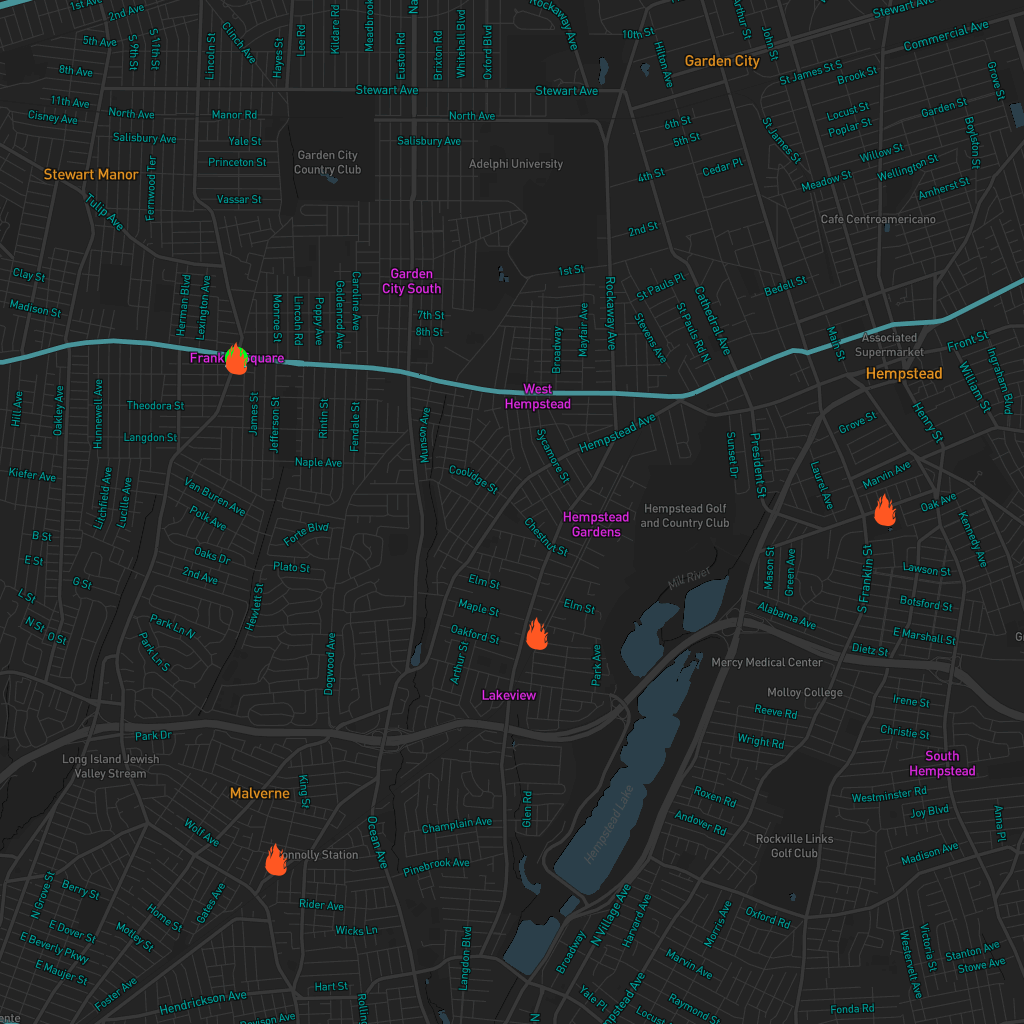 1st Ave
2nd Ave
5th Ave
S 9th St
S 11th St
8th Ave
11th Ave
Cisney Ave
North Ave
Salisbury Ave
Lincoln St
Clinch Ave
Hayes St
Lee Rd
Kildare Rd
Meadbrook
Euston Rd
Brixton Rd
Whitehall Blvd
Oxford Blvd
Rockaway Ave
10th St
Hilton Ave
Garden City
Arthur St
John St
Stewart Ave
Commercial Ave
St James St S
Brook St
Grove St
Stewart Ave
Stewart Ave
Manor Rd
Yale St
Princeton St
Vassar St
North Ave
Salisbury Ave
Garden City
Country Club
Adelphi University
6th St
5th St
4th St
Cedar Pl
2nd St
St James St
Locust St
Poplar St
Garden St
Boylston St
Willow St
Wellington St
Meadow St
Amherst St
Cafe Centroamericano
Stewart Manor
Fernwood Ter
Tulip Ave
Clay St
Madison St
Herman Blvd
Lexington Ave
Monroe St
Lincoln Rd
Poppy Ave
Goldenrod Ave
Caroline Ave
Garden
City South
7th St
8th St
1st St
Rockaway Ave
Mayfair Ave
Broadway
St Pauls Pl
Stevens Ave
St Pauls Rd N
Cathedral Ave
Bedell St
Main St
Associated
Supermarket
Front St
Ingraham Blvd
William St
Hempstead
Henry St
West
Hempstead
Hempstead Ave
Sycamore St
Hill Ave
Oakley Ave
Hunnewell Ave
Theodora St
Langdon St
James St
Jefferson St
Rintin St
Fendale St
Munson Ave
Naple Ave
Coolidge St
Kiefer Ave
Litchfield Ave
Lucille Ave
Van Buren Ave
Polk Ave
Forte Blvd
Oaks Dr
2nd Ave
Plato St
Hewlett St
B St
E St
G St
L St
N St
O St
Park Ln N
Park Ln S
Dogwood Ave
Chestnut St
Hempstead
Gardens
Hempstead Golf
and Country Club
Sunset Dr
President St
Grove St
Laurel Ave
Marvin Ave
Oak Ave
Kennedy Ave
Mill River
Mason St
Green Ave
S Franklin St
Lawson St
Botsford St
E Marshall St
Alabama Ave
Dietz St
Elm St
Maple St
Oakford St
Arthur St
Elm St
Park Ave
Lakeview
Mercy Medical Center
Molloy College
Reeve Rd
Wright Rd
Irene St
Christie St
South
Hempstead
Westminster Rd
Joy Blvd
Anna Pl
Madison Ave
Park Dr
Long Island Jewish
Valley Stream
Malverne
King St
Wolf Ave
Ocean Ave
Champlain Ave
Pinebrook Ave
Glen Rd
Hempstead Lake
Roxen Rd
Andover Rd
Rockville Links
Golf Club
N Grove St
Berry St
Home St
Gates Ave
E Dover St
E Beverly Pkwy
E Maujer St
Motley St
Foster Ave
Rider Ave
Wicks Ln
Hart St
Hendrickson Ave
Langdon Blvd
Broadway
N Village Ave
Harvard Ave
Morris Ave
Oxford Rd
Marvin Ave
Yale Pl
Raymond St
Fonda Rd
Westervelt Ave
Victoria St
Stanton Ave
Stowe Ave